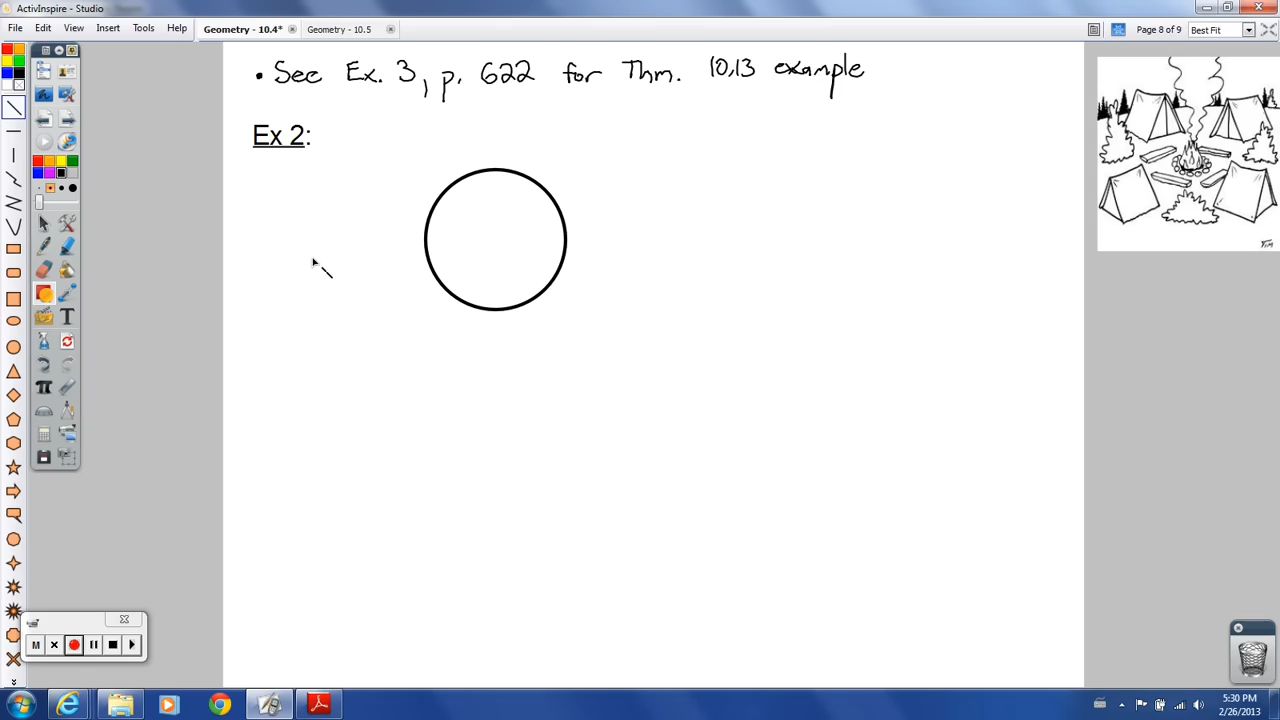 ActivInspire - Studio
File Edit View Insert Tools Help
Geometry - 10.4* Geometry - 10.5
Page 8 of 9 Best Fit
• See Ex. 3, p. 622 for Thm. 10.13 example
Ex 2:
TIM
T
M
5:30 PM
2/26/2013